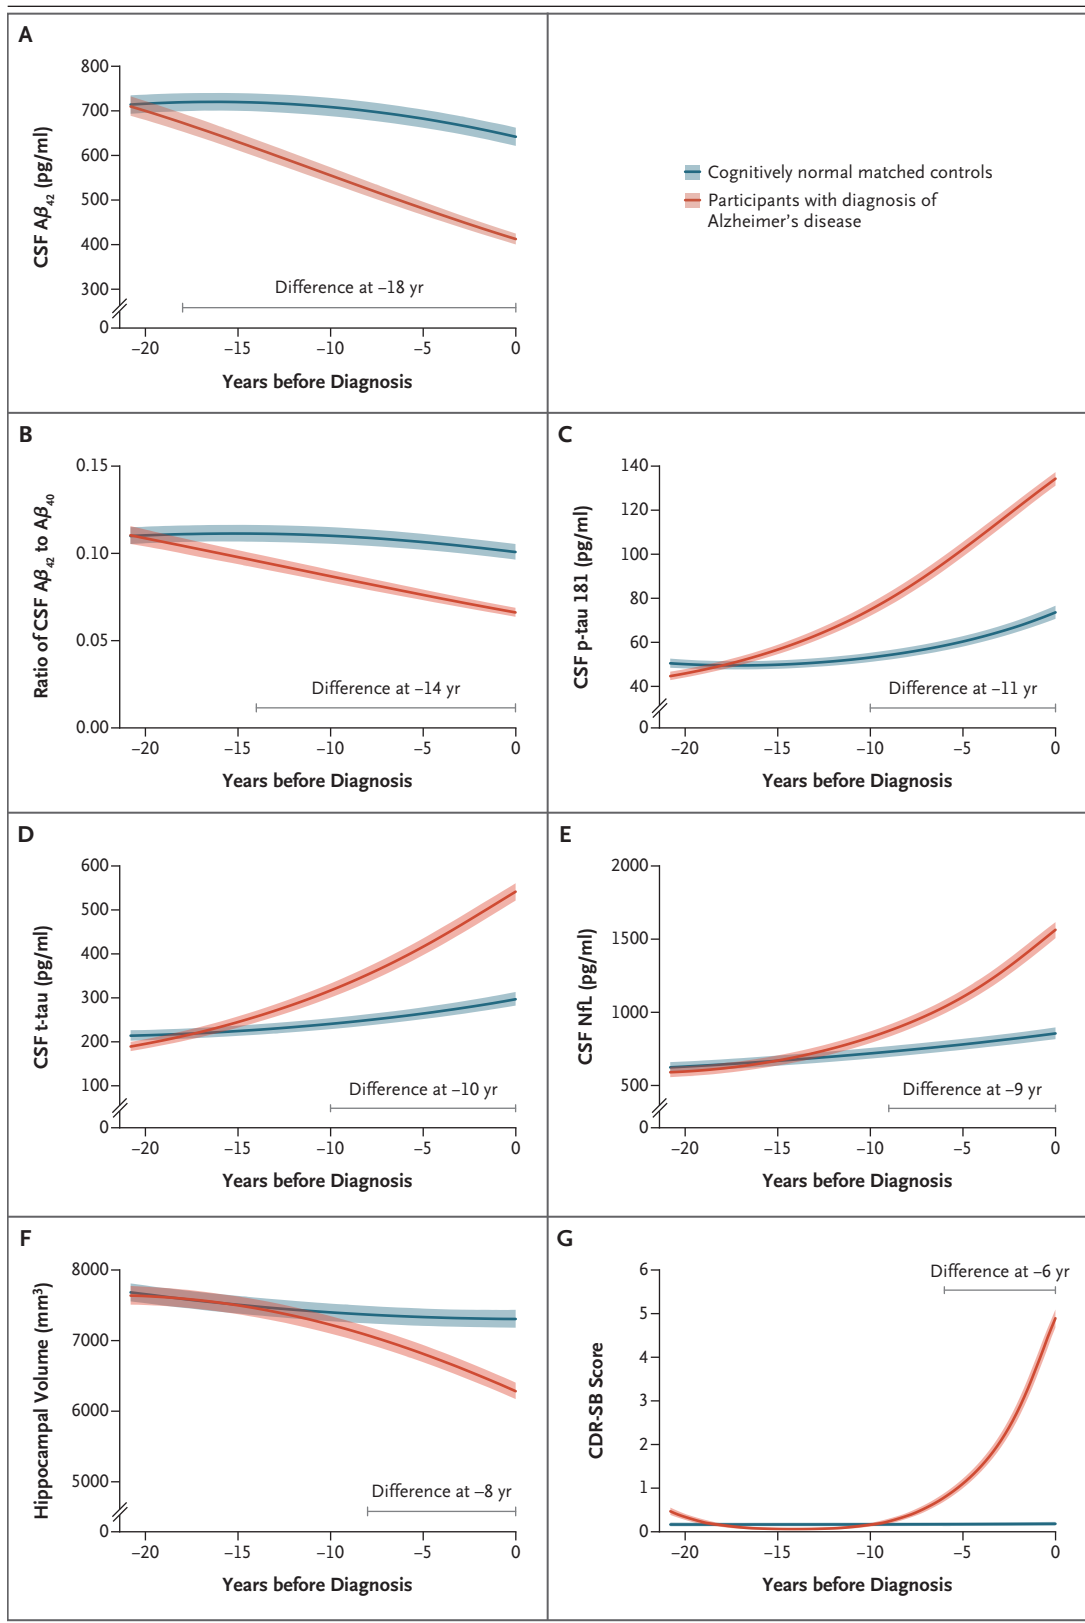 A
800
700
600
500
400
300
0
CSF Aβ42 (pg/ml)
Difference at –18 yr
–20 –15 –10 –5 0
Years before Diagnosis
Cognitively normal matched controls
Participants with diagnosis of
Alzheimer's disease
B
0.15
0.10
0.05
0.00
Ratio of CSF Aβ42 to Aβ40
Difference at –14 yr
–20 –15 –10 –5 0
Years before Diagnosis
C
140
120
100
80
60
40
0
CSF p-tau 181 (pg/ml)
Difference at –11 yr
–20 –15 –10 –5 0
Years before Diagnosis
D
600
500
400
300
200
100
0
CSF t-tau (pg/ml)
Difference at –10 yr
–20 –15 –10 –5 0
Years before Diagnosis
E
2000
1500
1000
500
0
CSF NfL (pg/ml)
Difference at –9 yr
–20 –15 –10 –5 0
Years before Diagnosis
F
8000
7000
6000
5000
0
Hippocampal Volume (mm³)
Difference at –8 yr
–20 –15 –10 –5 0
Years before Diagnosis
G
6
5
4
3
2
1
0
CDR-SB Score
Difference at –6 yr
–20 –15 –10 –5 0
Years before Diagnosis